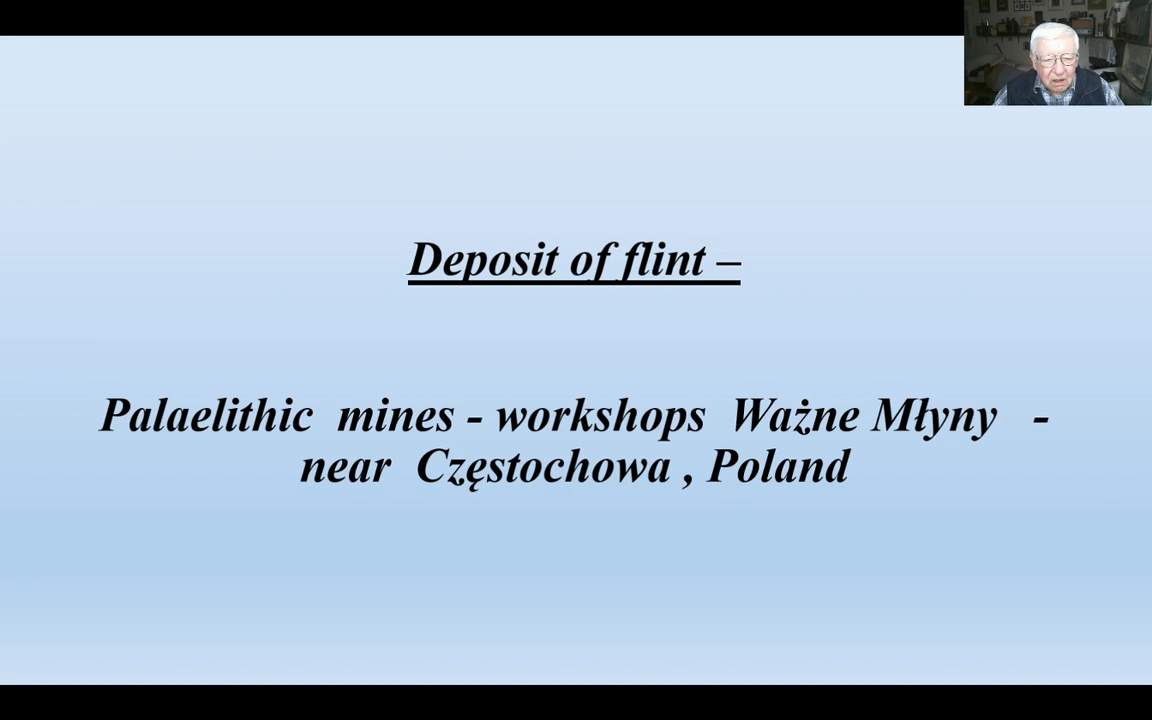 Deposit of flint –
Palaelithic mines - workshops Ważne Młyny -
near Częstochowa , Poland